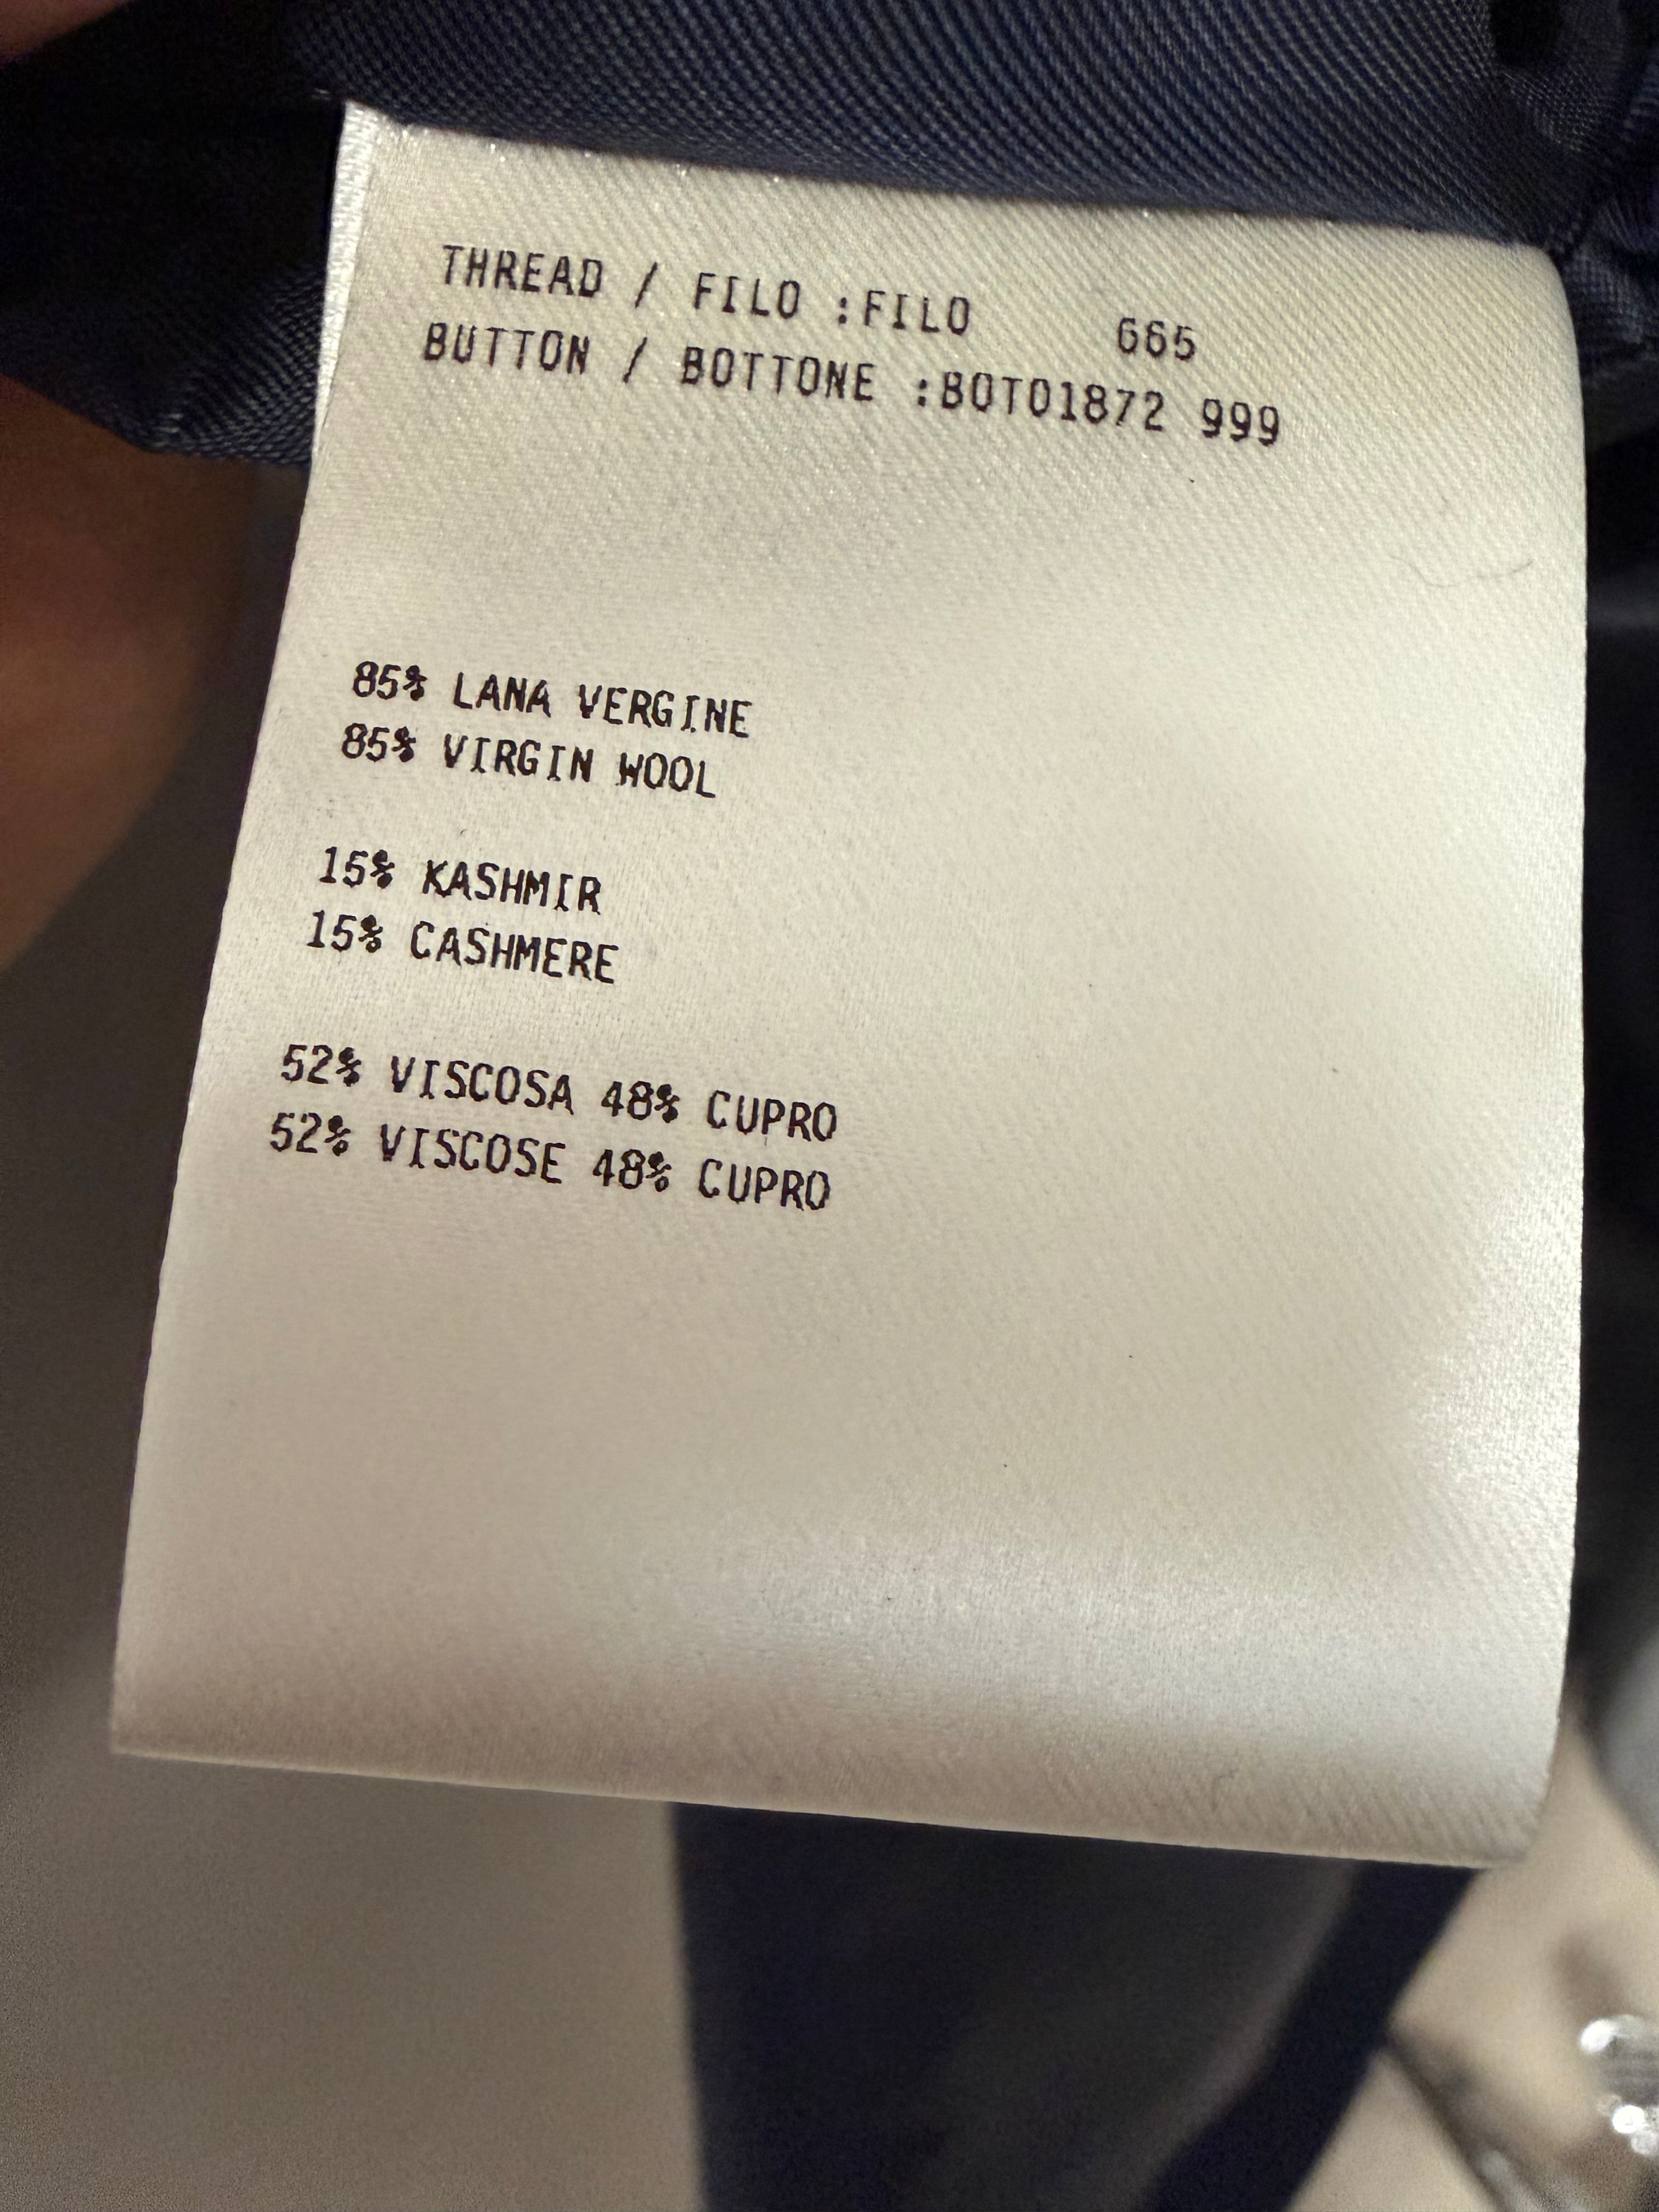 THREAD / FILO :FILO 665
BUTTON / BOTTONE :BOTO1872 999
85% LANA VERGINE
85% VIRGIN WOOL
15% KASHMIR
15% CASHMERE
52% VISCOSA 48% CUPRO
52% VISCOSE 48% CUPRO